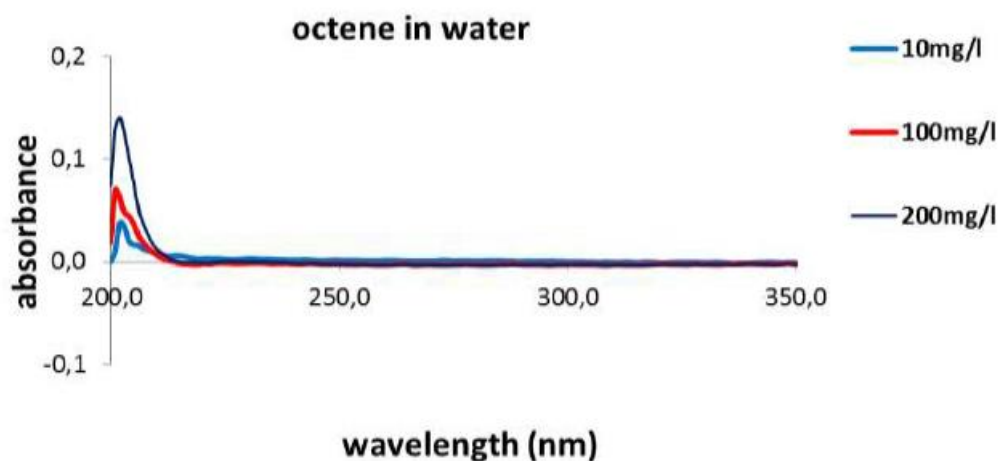 octene in water
0,2
0,1
0,0
-0,1
absorbance
200,0 250,0 300,0 350,0
wavelength (nm)
10mg/l
100mg/l
200mg/l